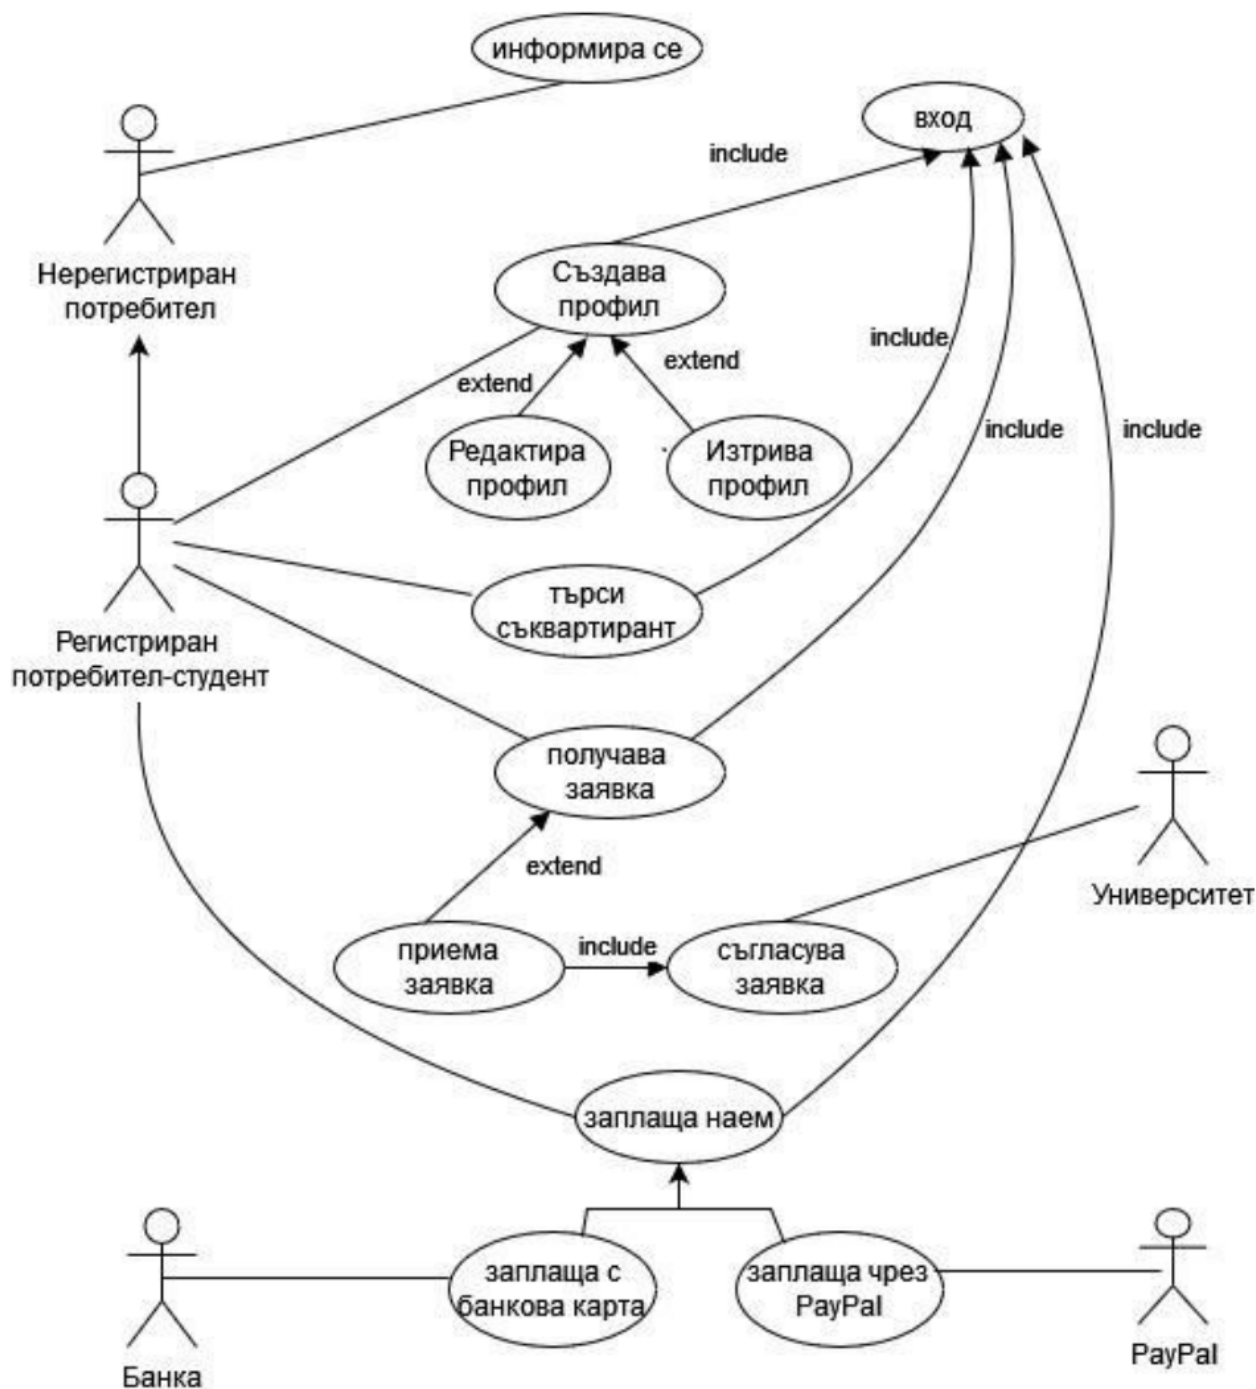 информира се
вход
include
Нерегистриран
потребител
Създава
профил
include
extend
extend
include
include
Редактира
профил
Изтрива
профил
търси
съквартирант
Регистриран
потребител-студент
получава
заявка
extend
Университет
приема
заявка
include
съгласува
заявка
заплаща наем
заплаща с
банкова карта
заплаща чрез
PayPal
Банка
PayPal